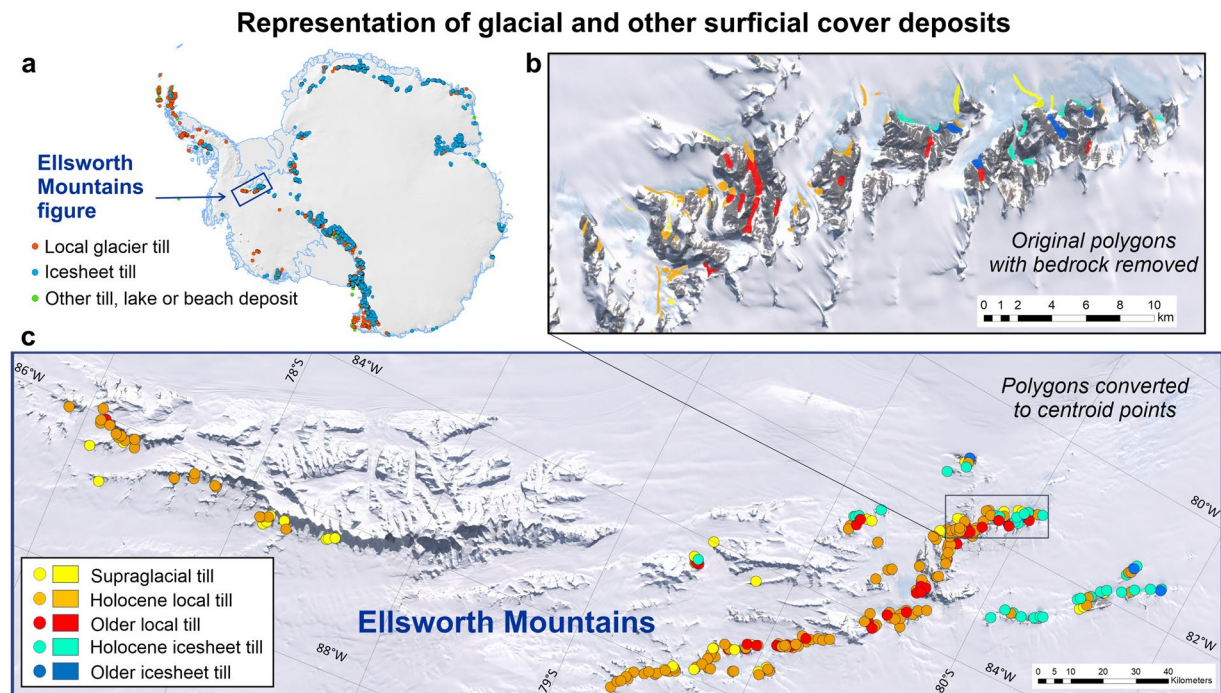 Representation of glacial and other surficial cover deposits
a
Ellsworth
Mountains
figure
Local glacier till
Icesheet till
Other till, lake or beach deposit
b
Original polygons
with bedrock removed
0 1 2 4 6 8 10
km
c
86°W
78°S
84°W
Polygons converted
to centroid points
80°W
82°W
84°W
80°S
79°S
88°W
Ellsworth Mountains
Supraglacial till
Holocene local till
Older local till
Holocene icesheet till
Older icesheet till
0 5 10 20 30 40
Kilometers